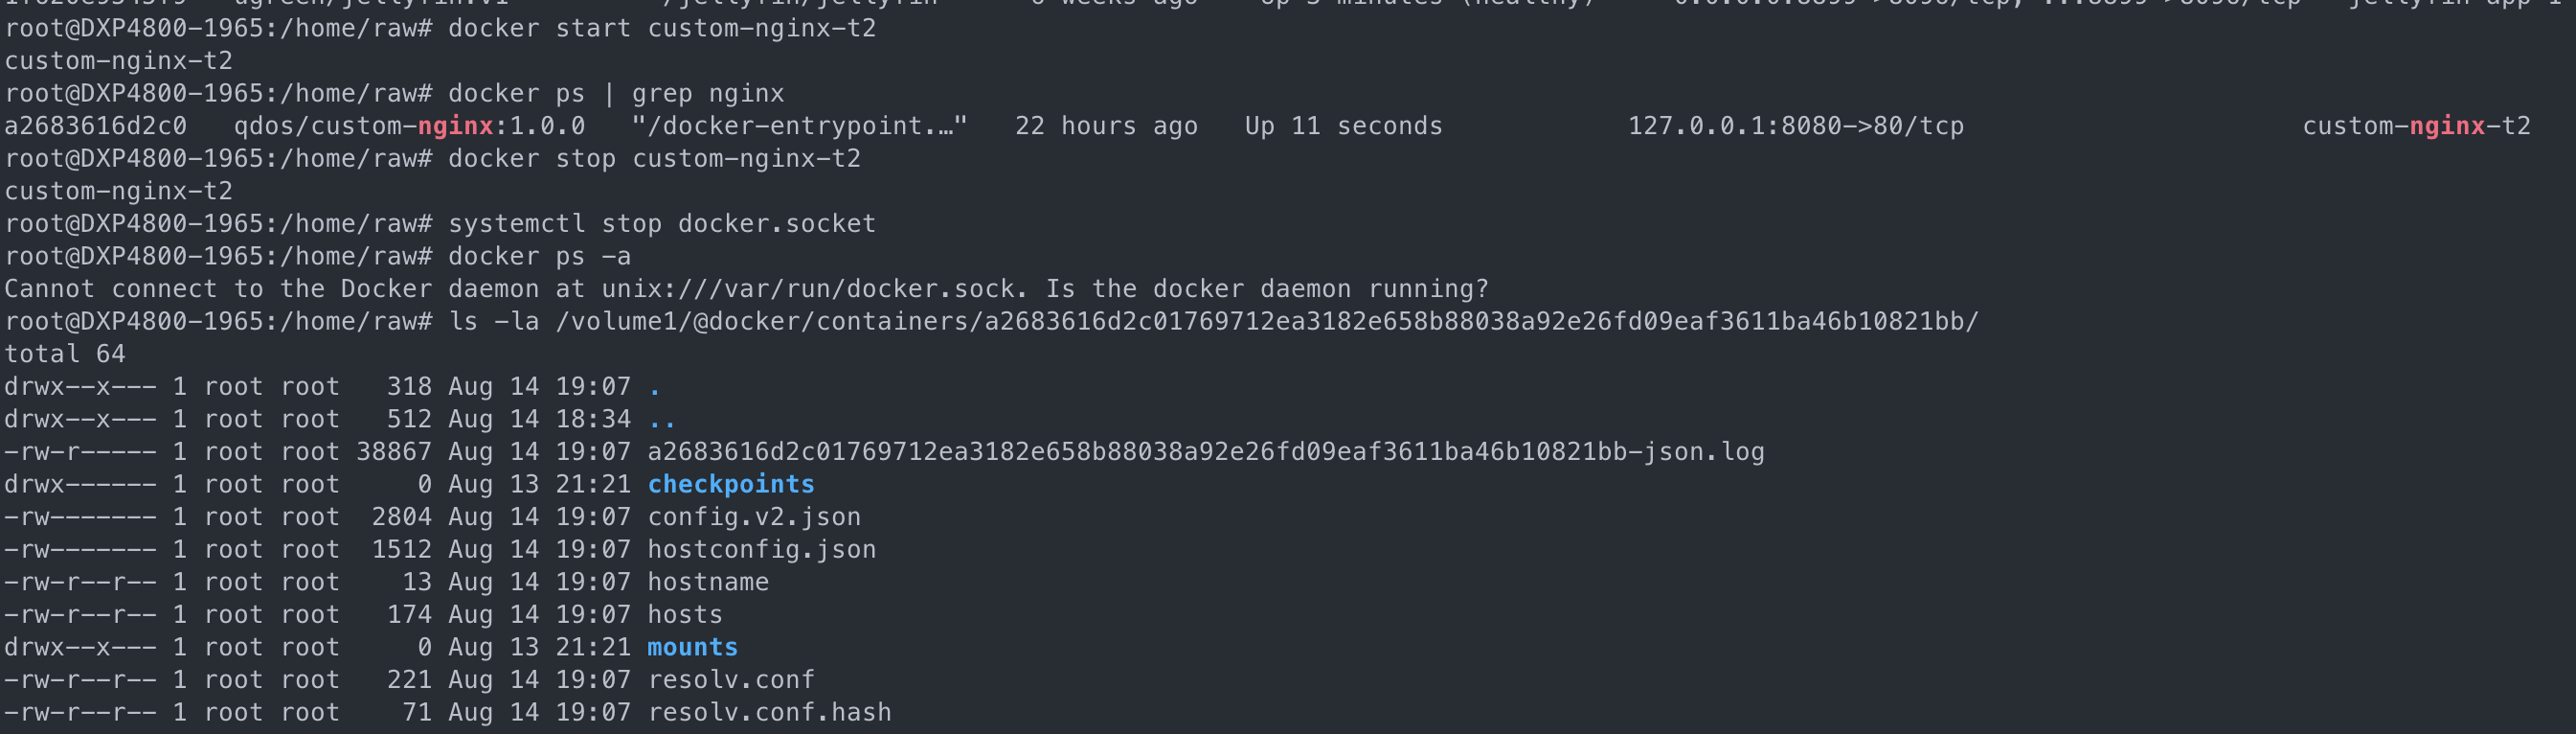 root@DXP4800-1965:/home/raw# docker start custom-nginx-t2
custom-nginx-t2
root@DXP4800-1965:/home/raw# docker ps | grep nginx
a2683616d2c0   qdos/custom-nginx:1.0.0   "/docker-entrypoint.…"   22 hours ago   Up 11 seconds            127.0.0.1:8080->80/tcp                      custom-nginx-t2
root@DXP4800-1965:/home/raw# docker stop custom-nginx-t2
custom-nginx-t2
root@DXP4800-1965:/home/raw# systemctl stop docker.socket
root@DXP4800-1965:/home/raw# docker ps -a
Cannot connect to the Docker daemon at unix:///var/run/docker.sock. Is the docker daemon running?
root@DXP4800-1965:/home/raw# ls -la /volume1/@docker/containers/a2683616d2c01769712ea3182e658b88038a92e26fd09eaf3611ba46b10821bb/
total 64
drwx--x--- 1 root root   318 Aug 14 19:07 .
drwx--x--- 1 root root   512 Aug 14 18:34 ..
-rw-r----- 1 root root 38867 Aug 14 19:07 a2683616d2c01769712ea3182e658b88038a92e26fd09eaf3611ba46b10821bb-json.log
drwx------ 1 root root     0 Aug 13 21:21 checkpoints
-rw------- 1 root root  2804 Aug 14 19:07 config.v2.json
-rw------- 1 root root  1512 Aug 14 19:07 hostconfig.json
-rw-r--r-- 1 root root    13 Aug 14 19:07 hostname
-rw-r--r-- 1 root root   174 Aug 14 19:07 hosts
drwx--x--- 1 root root     0 Aug 13 21:21 mounts
-rw-r--r-- 1 root root   221 Aug 14 19:07 resolv.conf
-rw-r--r-- 1 root root    71 Aug 14 19:07 resolv.conf.hash